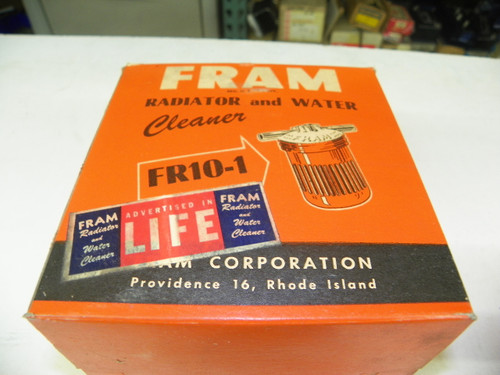 FRAM
RADIATOR and WATER
Cleaner
FR10-1
FRAM
FRAM
Radiator
and
Water
Cleaner
ADVERTISED IN
LIFE
FRAM
Radiator
and
Water
Cleaner
CORPORATION
Providence 16, Rhode Island